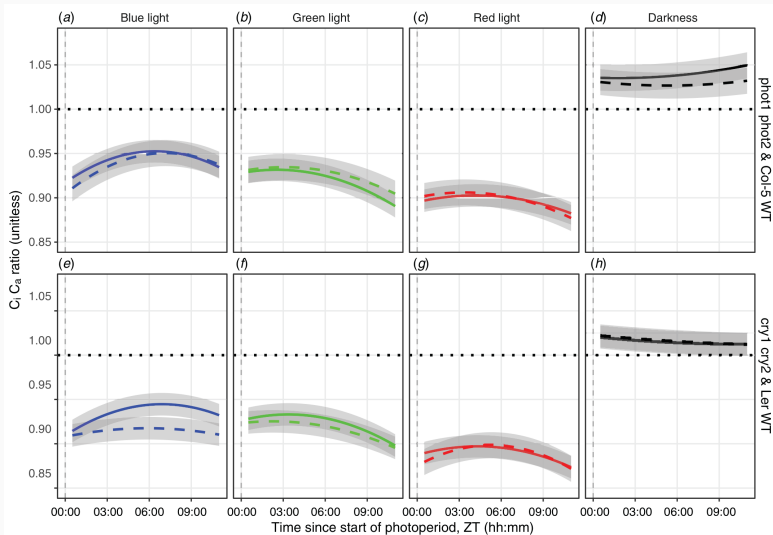 (a) Blue light (b) Green light (c) Red light (d) Darkness
1.05
1.00
0.95
0.90
0.85
phot1 phot2 & Col-5 WT
Ci Ca ratio (unitless)
(e) (f) (g) (h)
1.05
1.00
0.95
0.90
0.85
cry1 cry2 & Ler WT
00:00 03:00 06:00 09:00 00:00 03:00 06:00 09:00 00:00 03:00 06:00 09:00 00:00 03:00 06:00 09:00
Time since start of photoperiod, ZT (hh:mm)